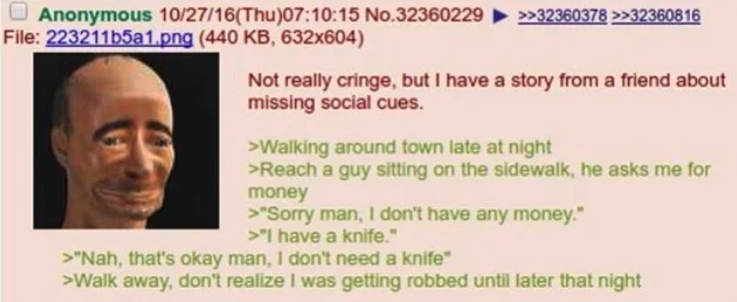 Anonymous 10/27/16(Thu)07:10:15 No.32360229 ▶ >>32360378 >>32360816
File: 223211b5a1.png (440 KB, 632x604)
Not really cringe, but I have a story from a friend about
missing social cues.
>Walking around town late at night
>Reach a guy sitting on the sidewalk, he asks me for
money
>"Sorry man, I don't have any money."
>"I have a knife."
>"Nah, that's okay man, I don't need a knife"
>Walk away, don't realize I was getting robbed until later that night